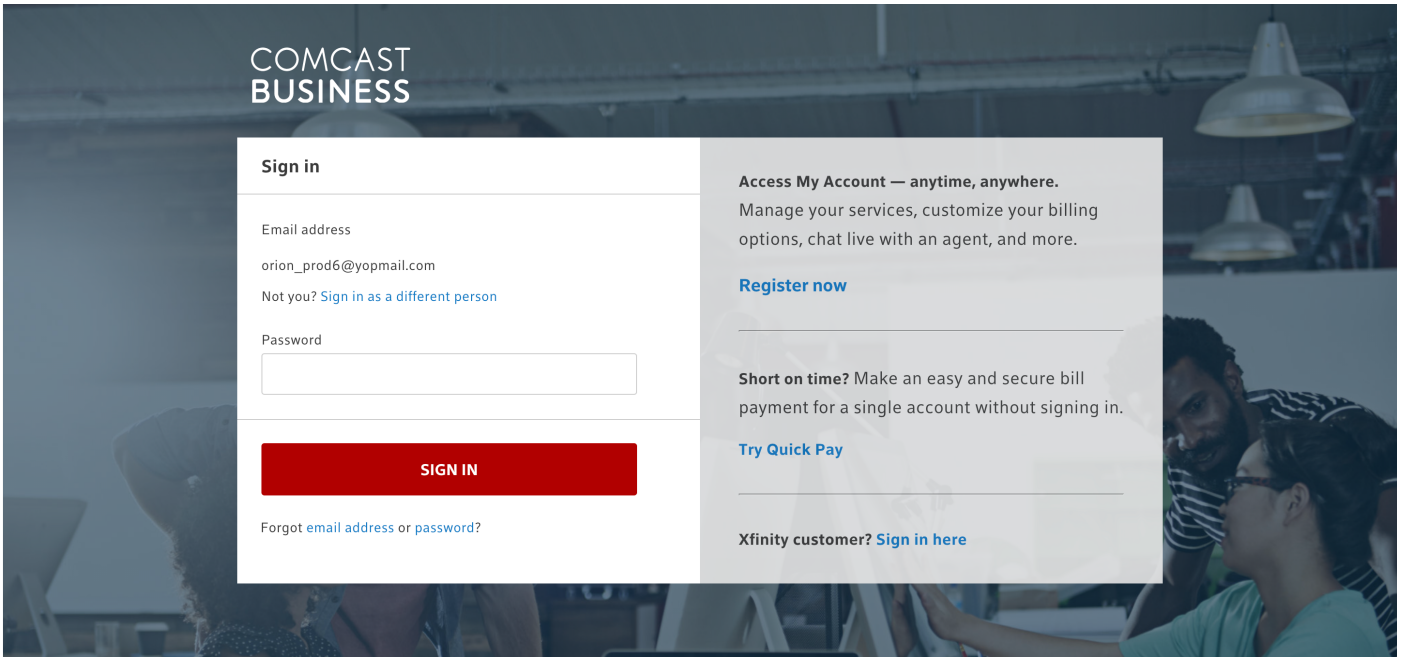 COMCAST
BUSINESS
Sign in
Email address
orion_prod6@yopmail.com
Not you? Sign in as a different person
Password
SIGN IN
Forgot email address or password?
Access My Account — anytime, anywhere.
Manage your services, customize your billing
options, chat live with an agent, and more.
Register now
Short on time? Make an easy and secure bill
payment for a single account without signing in.
Try Quick Pay
Xfinity customer? Sign in here